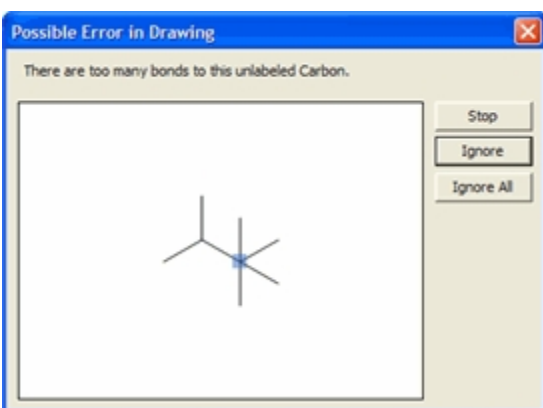 Possible Error in Drawing
There are too many bonds to this unlabeled Carbon.
Stop
Ignore
Ignore All